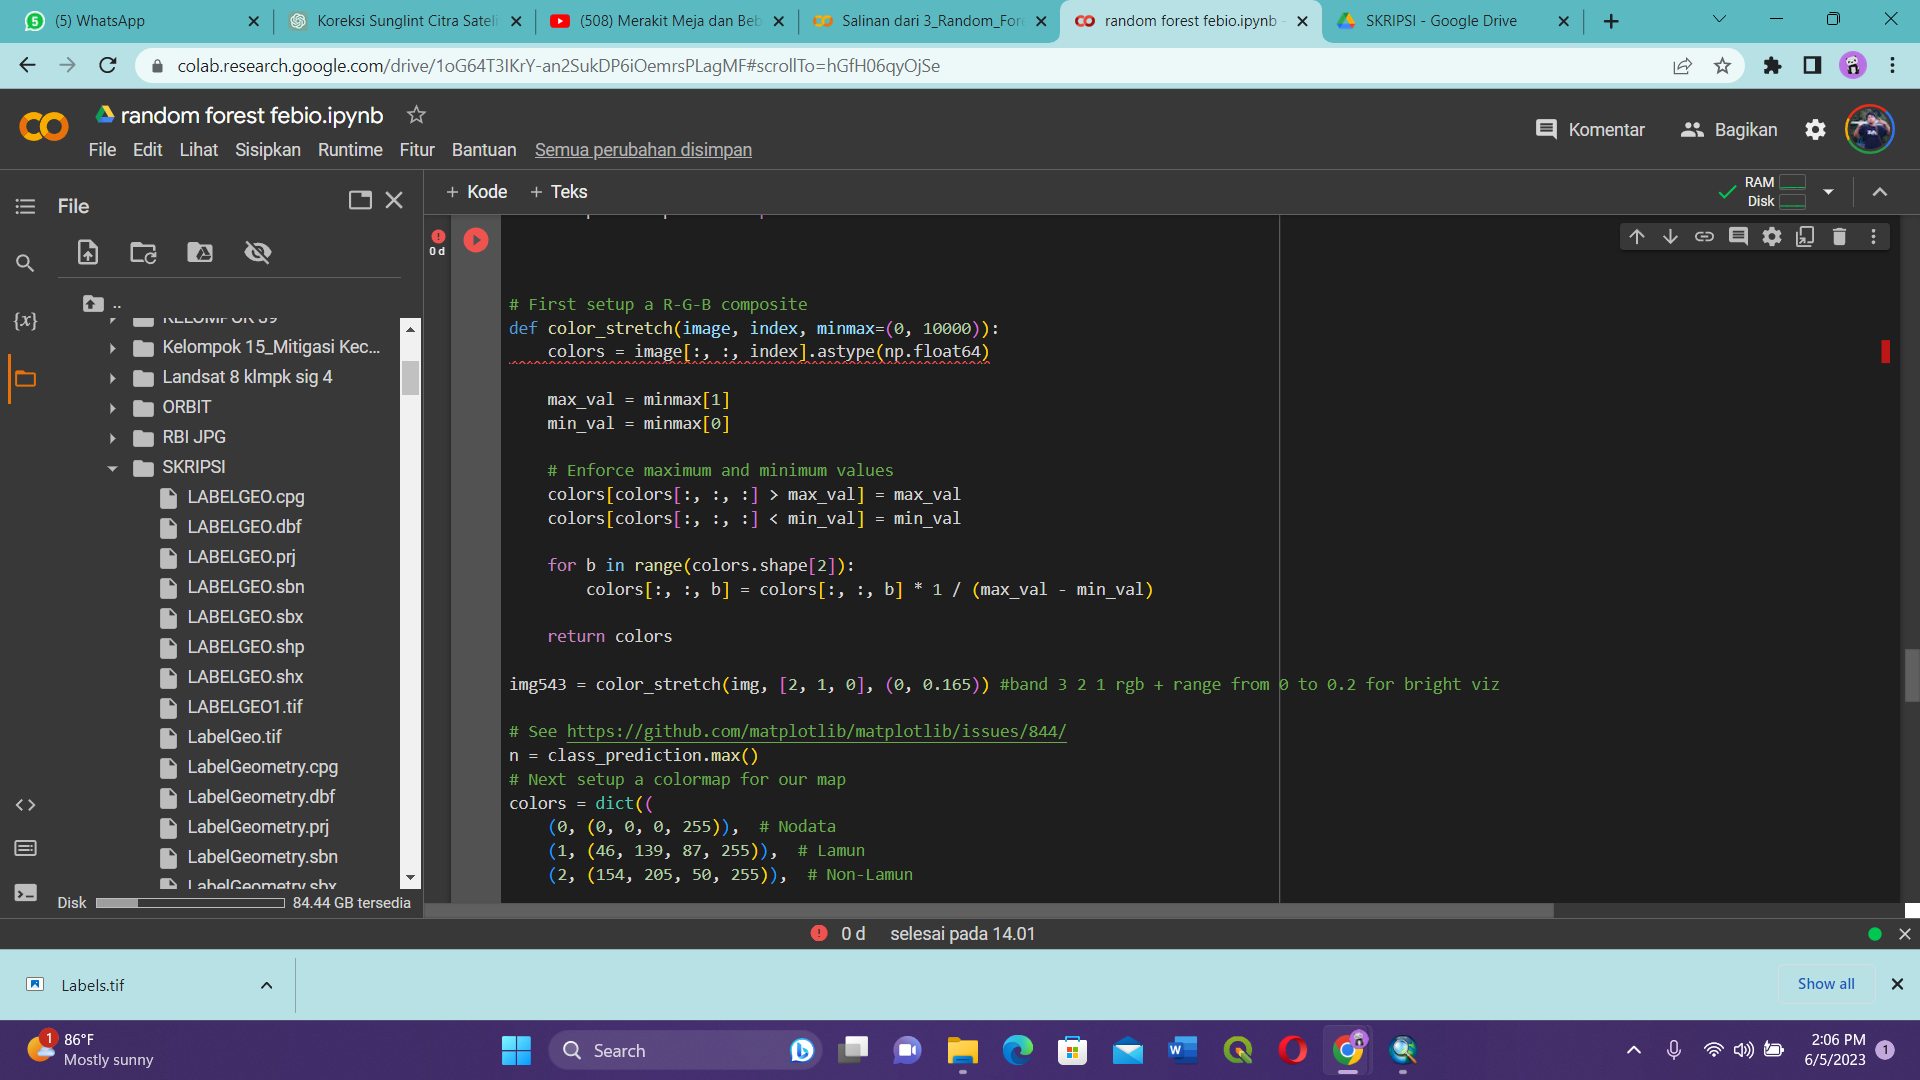 (5) WhatsApp
Koreksi Sunglint Citra Sateli
(508) Merakit Meja dan Beb
Salinan dari 3_Random_Fore
random forest febio.ipynb -
SKRIPSI - Google Drive
colab.research.google.com/drive/1oG64T3IKrY-an2SukDP6iOemrsPLagMF#scrollTo=hGfH06qyOjSe
random forest febio.ipynb
File Edit Lihat Sisipkan Runtime Fitur Bantuan Semua perubahan disimpan
Komentar
Bagikan
File
+ Kode + Teks
RAM
Disk
{x}
..
KELOMPOK 39
Kelompok 15_Mitigasi Kec...
Landsat 8 klmpk sig 4
ORBIT
RBI JPG
SKRIPSI
LABELGEO.cpg
LABELGEO.dbf
LABELGEO.prj
LABELGEO.sbn
LABELGEO.sbx
LABELGEO.shp
LABELGEO.shx
LABELGEO1.tif
LabelGeo.tif
LabelGeometry.cpg
LabelGeometry.dbf
LabelGeometry.prj
LabelGeometry.sbn
LabelGeometry.sbx
Disk 84.44 GB tersedia
0 d
# First setup a R-G-B composite
def color_stretch(image, index, minmax=(0, 10000)):
    colors = image[:, :, index].astype(np.float64)
    max_val = minmax[1]
    min_val = minmax[0]
    # Enforce maximum and minimum values
    colors[colors[:, :, :] > max_val] = max_val
    colors[colors[:, :, :] < min_val] = min_val
    for b in range(colors.shape[2]):
        colors[:, :, b] = colors[:, :, b] * 1 / (max_val - min_val)
    return colors
img543 = color_stretch(img, [2, 1, 0], (0, 0.165)) #band 3 2 1 rgb + range from 0 to 0.2 for bright viz
# See https://github.com/matplotlib/matplotlib/issues/844/
n = class_prediction.max()
# Next setup a colormap for our map
colors = dict((
    (0, (0, 0, 0, 255)),  # Nodata
    (1, (46, 139, 87, 255)),  # Lamun
    (2, (154, 205, 50, 255)),  # Non-Lamun
0 d selesai pada 14.01
Labels.tif
Show all
1
86°F
Mostly sunny
Search
2:06 PM
6/5/2023
1